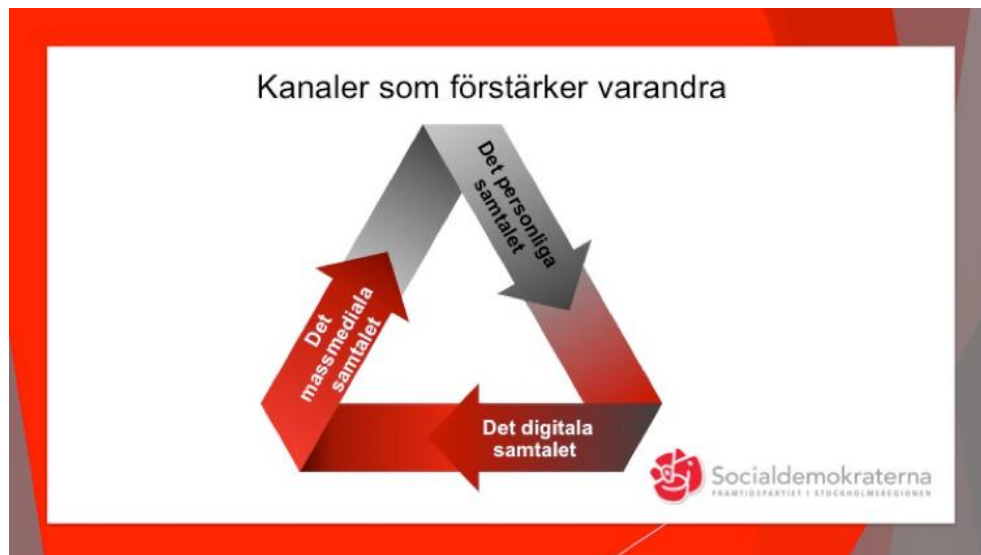 Kanaler som förstärker varandra
Det personliga
samtalet
Det
massmediala
samtalet
Det digitala
samtalet
Socialdemokraterna
FRAMTIDSPARTIET I STOCKHOLMSREGIONEN